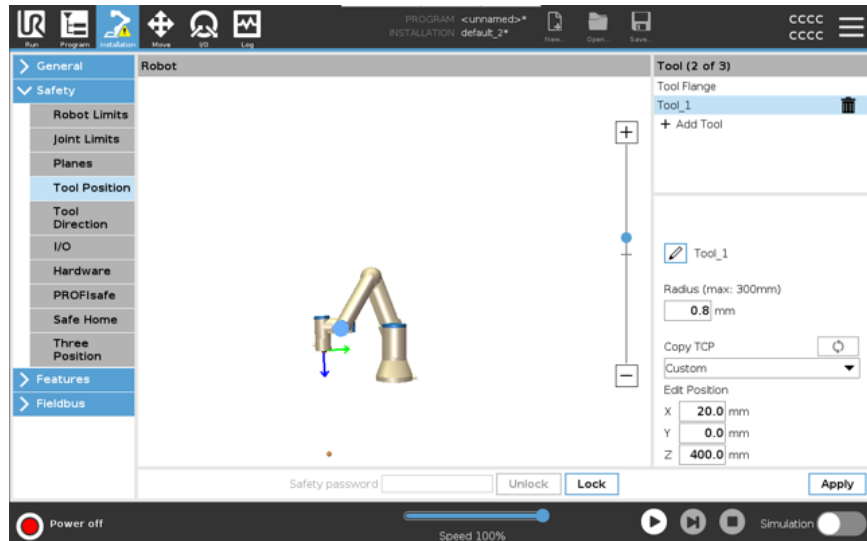 PROGRAM <unnamed>*
INSTALLATION default_2*
Run
Program
Installation
Move
I/O
Log
New...
Open...
Save...
CCCC
CCCC
General
Safety
Robot Limits
Joint Limits
Planes
Tool Position
Tool
Direction
I/O
Hardware
PROFIsafe
Safe Home
Three
Position
Features
Fieldbus
Robot
Tool (2 of 3)
Tool Flange
Tool_1
+ Add Tool
Tool_1
Radius (max: 300mm)
0.8 mm
Copy TCP
Custom
Edit Position
X 20.0 mm
Y 0.0 mm
Z 400.0 mm
Safety password Unlock Lock Apply
Power off
Speed 100%
Simulation